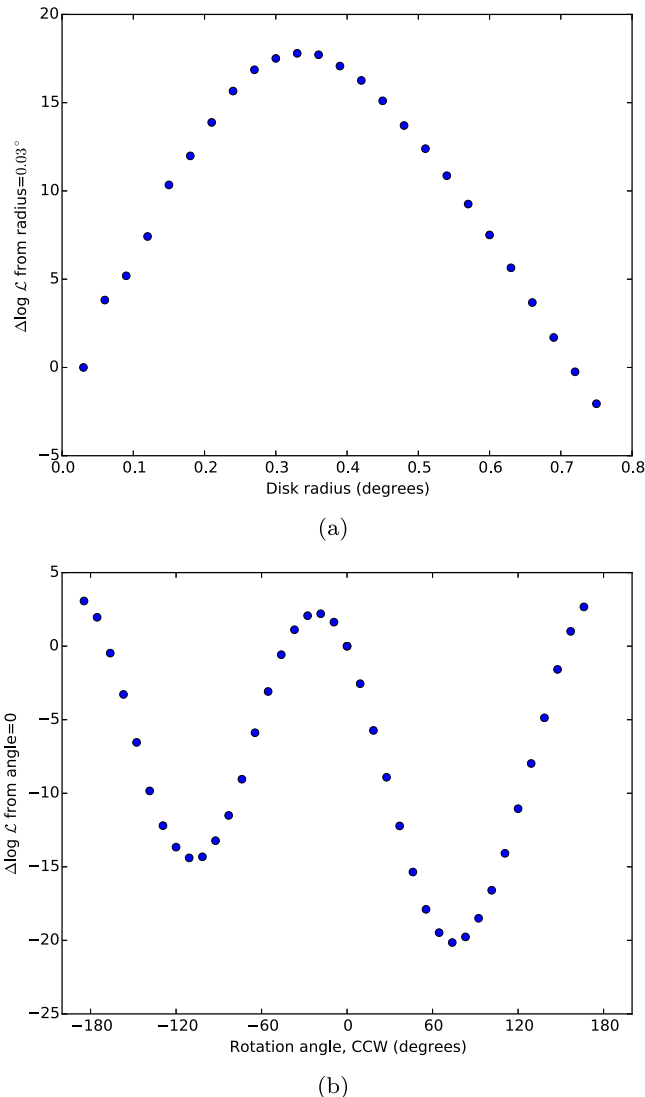 20
15
10
5
0
−5
Δlog ℒ from radius=0.03°
0.0 0.1 0.2 0.3 0.4 0.5 0.6 0.7 0.8
Disk radius (degrees)
(a)
5
0
−5
−10
−15
−20
−25
Δlog ℒ from angle=0
−180 −120 −60 0 60 120 180
Rotation angle, CCW (degrees)
(b)